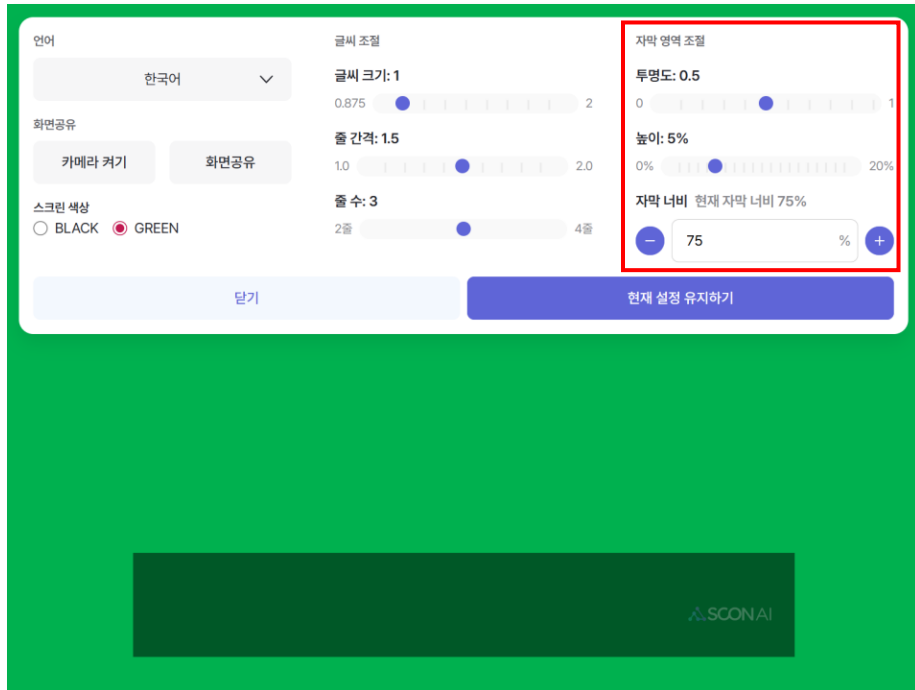 언어
한국어
화면공유
카메라 켜기 화면공유
스크린 색상
BLACK GREEN
글씨 조절
글씨 크기: 1
0.875 2
줄 간격: 1.5
1.0 2.0
줄 수: 3
2줄 4줄
자막 영역 조절
투명도: 0.5
0 1
높이: 5%
0% 20%
자막 너비 현재 자막 너비 75%
− 75 % +
닫기 현재 설정 유지하기
SCONAI